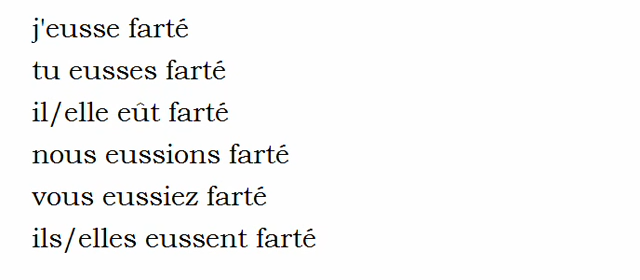 j'eusse farté
tu eusses farté
il/elle eût farté
nous eussions farté
vous eussiez farté
ils/elles eussent farté